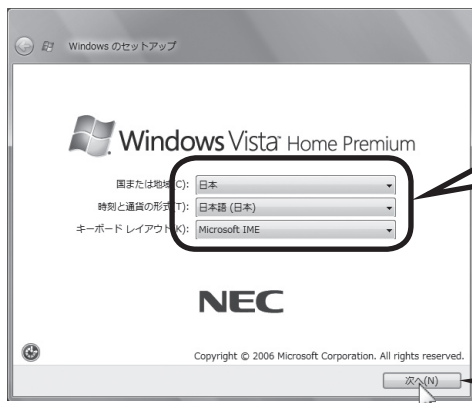 Windows のセットアップ
Windows Vista™ Home Premium
国または地域(C): 日本
時刻と通貨の形式(T): 日本語 (日本)
キーボード レイアウト(K): Microsoft IME
NEC
Copyright © 2006 Microsoft Corporation. All rights reserved.
次へ(N)